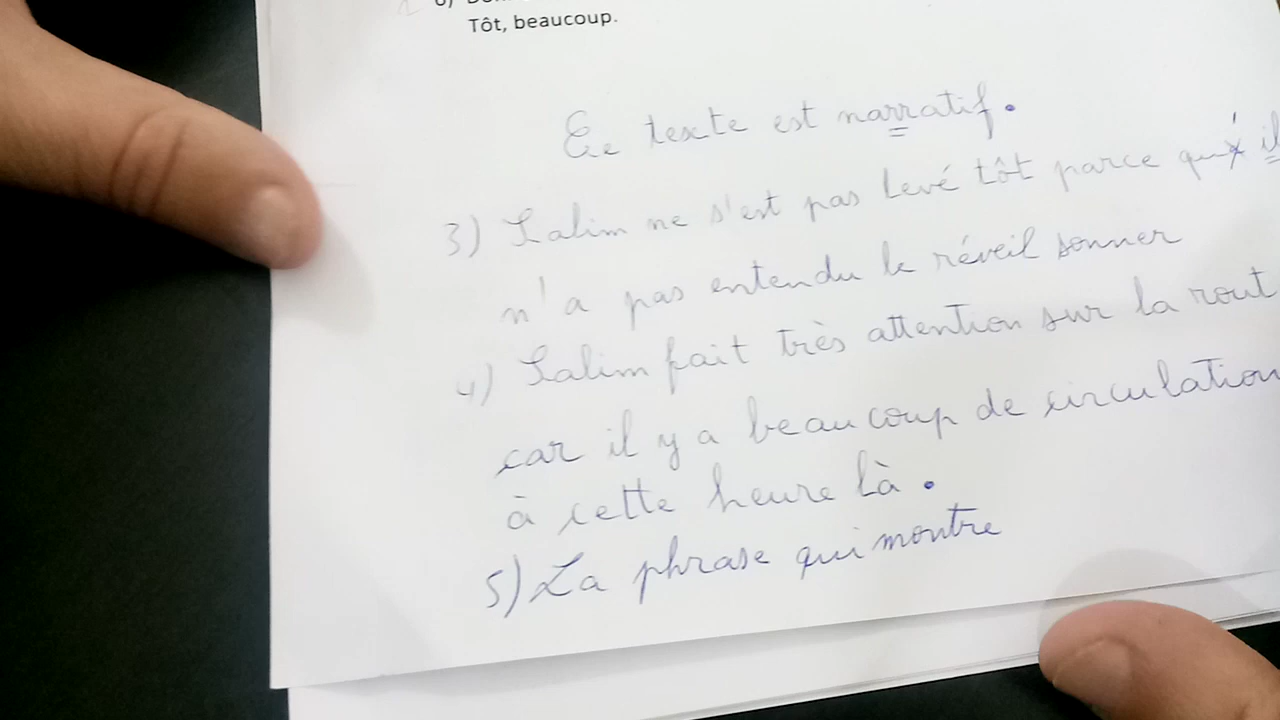 6)
Tôt, beaucoup.
Ce texte est narratif.
3) Salim ne s'est pas levé tôt parce qu' il
n'a pas entendu le réveil sonner
4) Salim fait très attention sur la rout
car il y a beaucoup de circulation
à cette heure là.
5) La phrase qui montre